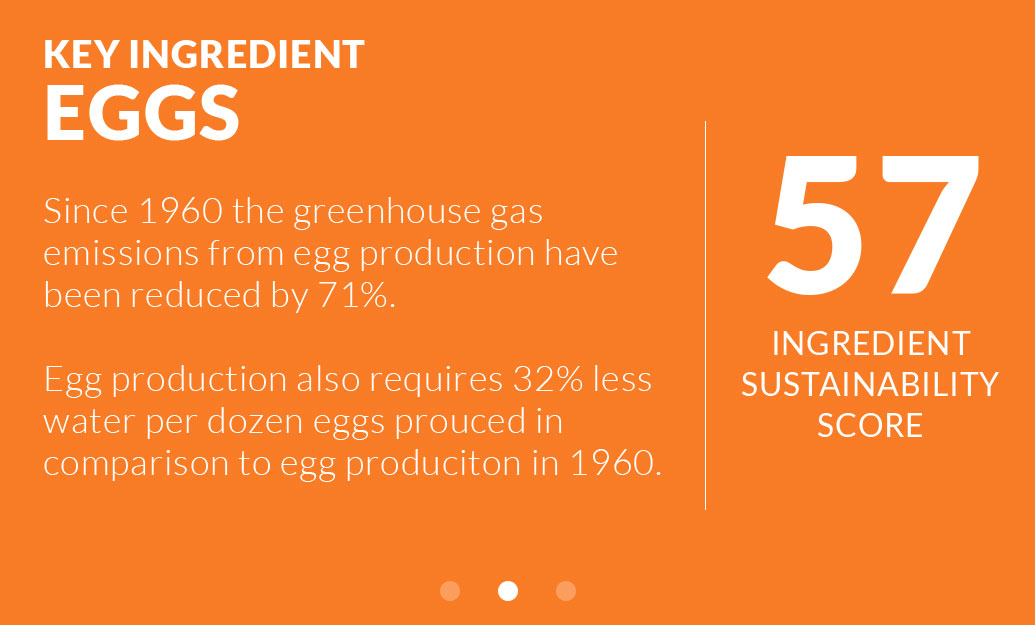 KEY INGREDIENT
EGGS
Since 1960 the greenhouse gas
emissions from egg production have
been reduced by 71%.
Egg production also requires 32% less
water per dozen eggs prouced in
comparison to egg produciton in 1960.
57
INGREDIENT
SUSTAINABILITY
SCORE